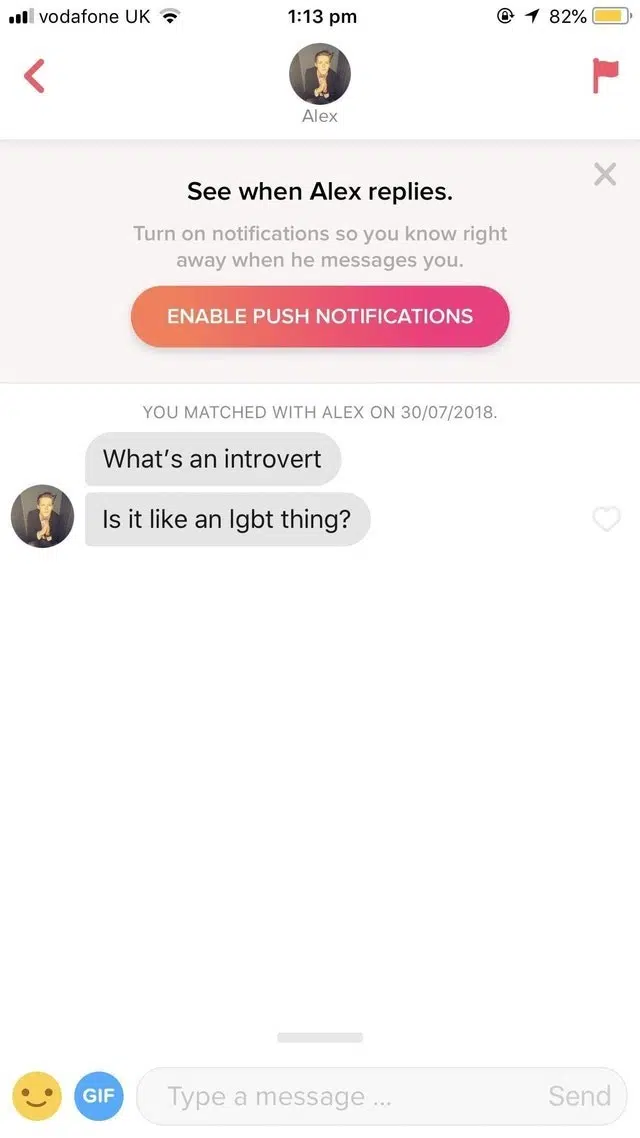 vodafone UK 1:13 pm 82%
Alex
See when Alex replies.
Turn on notifications so you know right
away when he messages you.
ENABLE PUSH NOTIFICATIONS
YOU MATCHED WITH ALEX ON 30/07/2018.
What's an introvert
Is it like an lgbt thing?
GIF Type a message ... Send